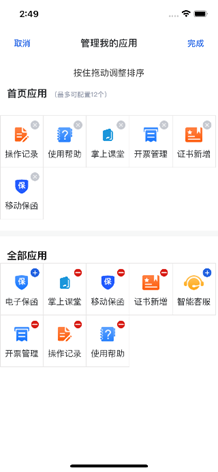 2:49
取消 管理我的应用 完成
按住拖动调整排序
首页应用 （最多可配置12个）
操作记录 使用帮助 掌上课堂 开票管理 证书新增
保
移动保函
全部应用
保 保
电子保函 掌上课堂 移动保函 证书新增 智能客服
开票管理 操作记录 使用帮助